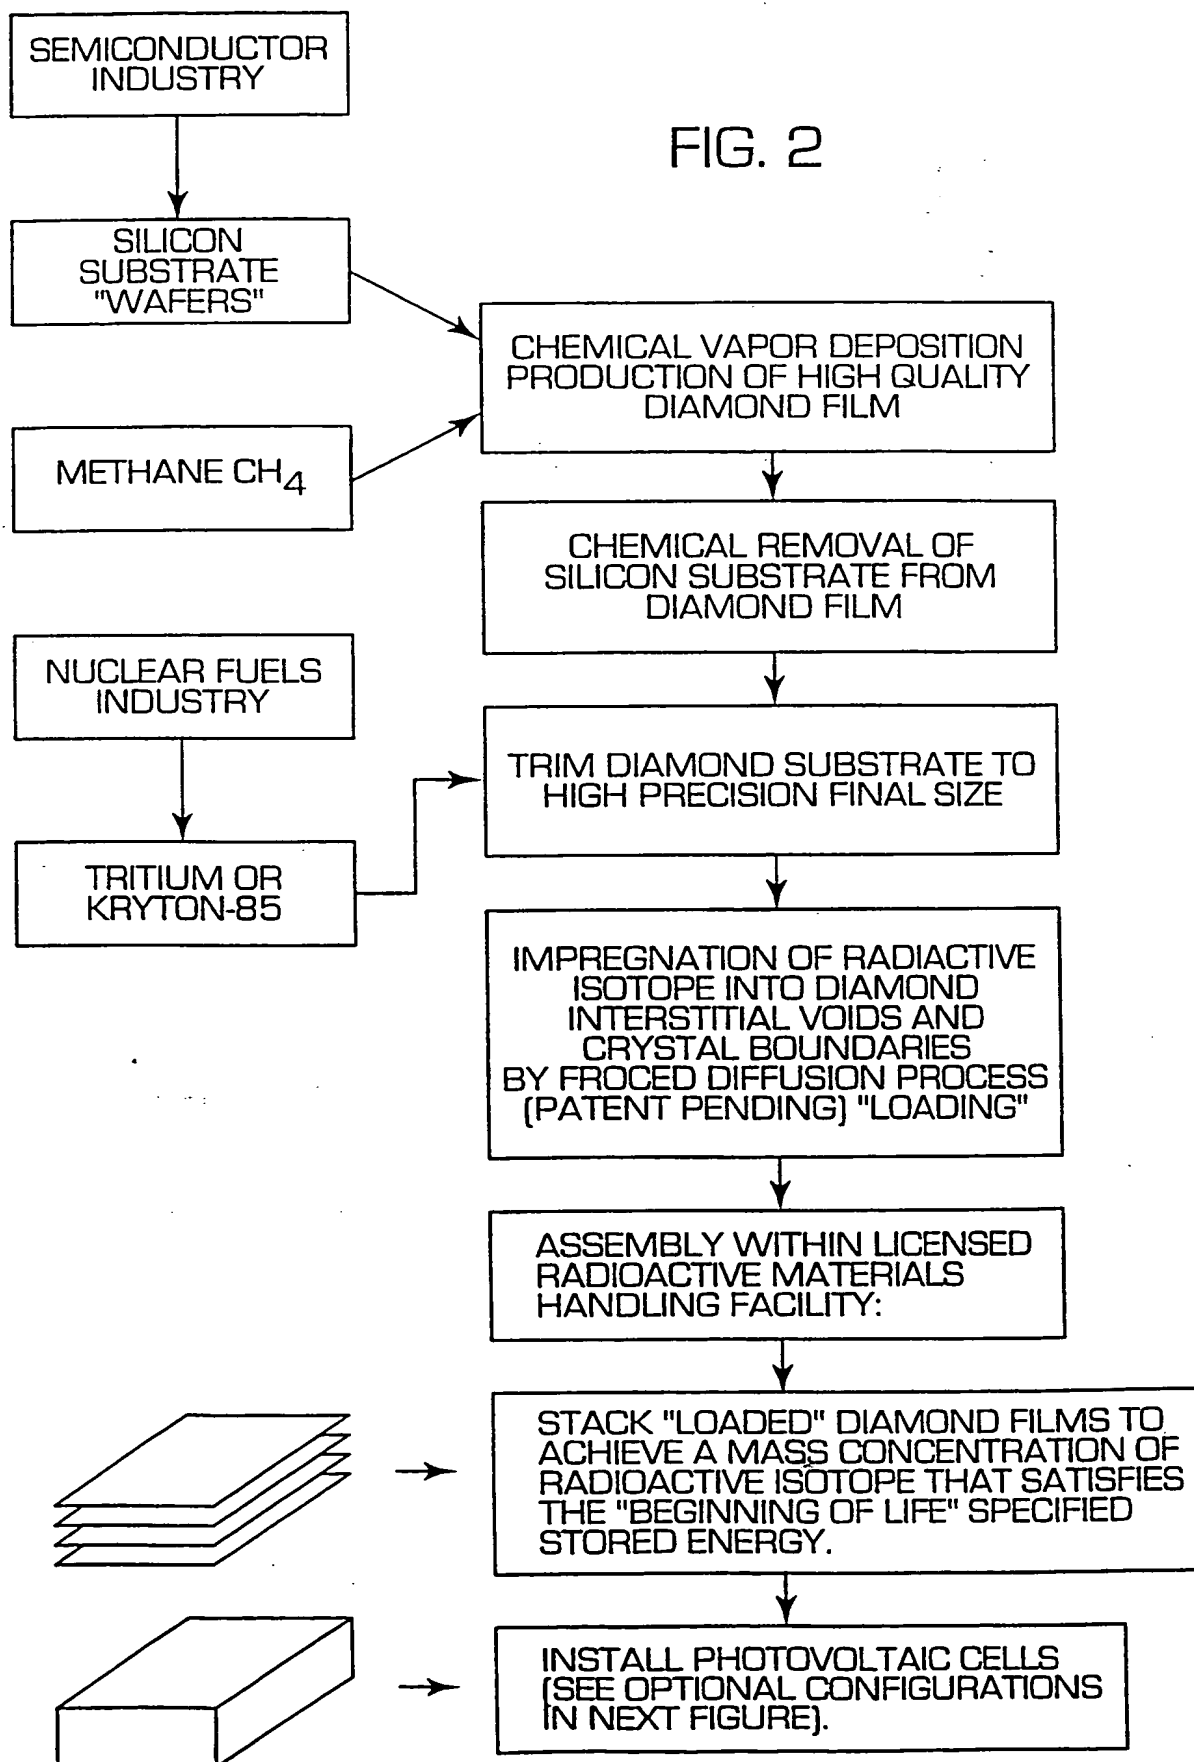 SEMICONDUCTOR
INDUSTRY
FIG. 2
SILICON
SUBSTRATE
"WAFERS"
CHEMICAL VAPOR DEPOSITION
PRODUCTION OF HIGH QUALITY
DIAMOND FILM
METHANE CH4
CHEMICAL REMOVAL OF
SILICON SUBSTRATE FROM
DIAMOND FILM
NUCLEAR FUELS
INDUSTRY
TRIM DIAMOND SUBSTRATE TO
HIGH PRECISION FINAL SIZE
TRITIUM OR
KRYTON-85
IMPREGNATION OF RADIACTIVE
ISOTOPE INTO DIAMOND
INTERSTITIAL VOIDS AND
CRYSTAL BOUNDARIES
BY FROCED DIFFUSION PROCESS
(PATENT PENDING) "LOADING"
ASSEMBLY WITHIN LICENSED
RADIOACTIVE MATERIALS
HANDLING FACILITY:
STACK "LOADED" DIAMOND FILMS TO
ACHIEVE A MASS CONCENTRATION OF
RADIOACTIVE ISOTOPE THAT SATISFIES
THE "BEGINNING OF LIFE" SPECIFIED
STORED ENERGY.
INSTALL PHOTOVOLTAIC CELLS
(SEE OPTIONAL CONFIGURATIONS
IN NEXT FIGURE).